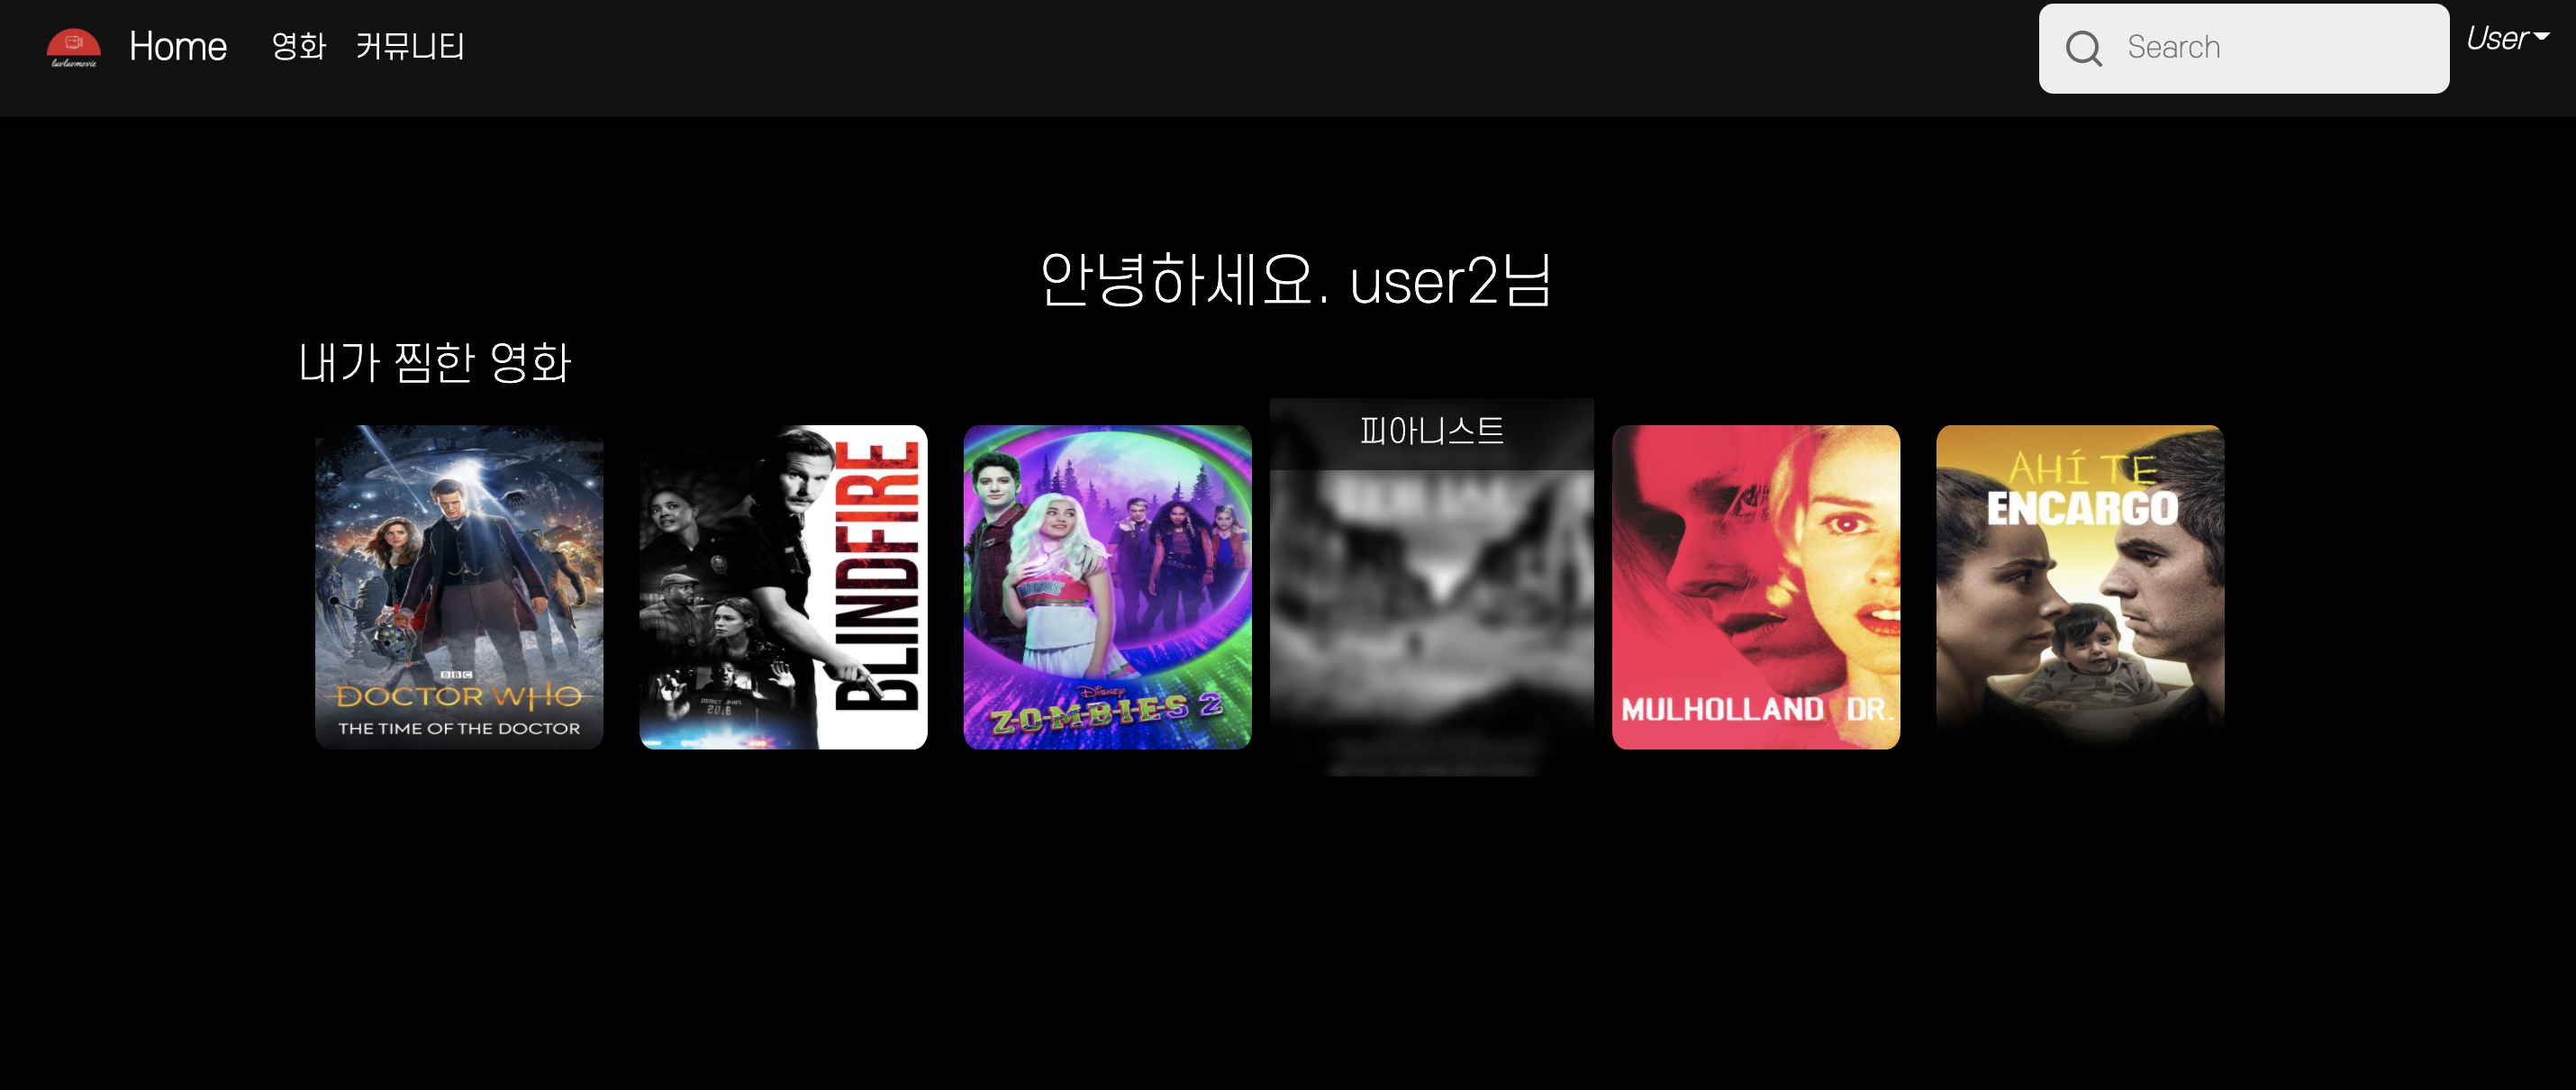 luvluvmovie
Home 영화 커뮤니티
Search
User
안녕하세요. user2님
내가 찜한 영화
BBC
DOCTOR WHO
THE TIME OF THE DOCTOR
BLINDFIRE
2018
DISNEY
Z-O-M-B-I-E-S 2
피아니스트
MULHOLLAND DR.
AHÍ TE
ENCARGO